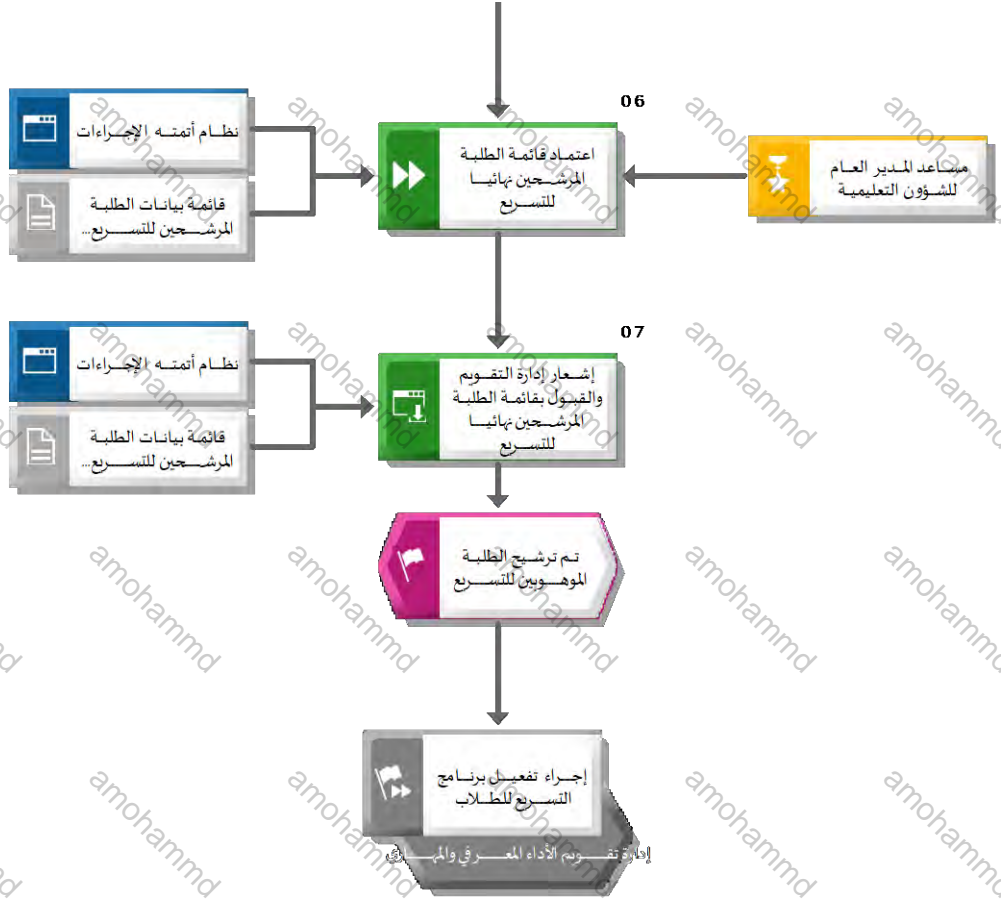 06
نظام أتمته الإجراءات
اعتماد قائمة الطلبة
المرشحين نهائيا
للتسريع
مساعد المدير العام
للشؤون التعليمية
قائمة بيانات الطلبة
المرشحين للتسريع...
07
نظام أتمته الإجراءات
إشعار إدارة التقويم
والقبول بقائمة الطلبة
المرشحين نهائيا
للتسريع
قائمة بيانات الطلبة
المرشحين للتسريع...
تم ترشيح الطلبة
الموهوبين للتسريع
إجراء تفعيل برنامج
التسريع للطلاب
إدارة تقويم الأداء المعرفي والمهاري
amohammd